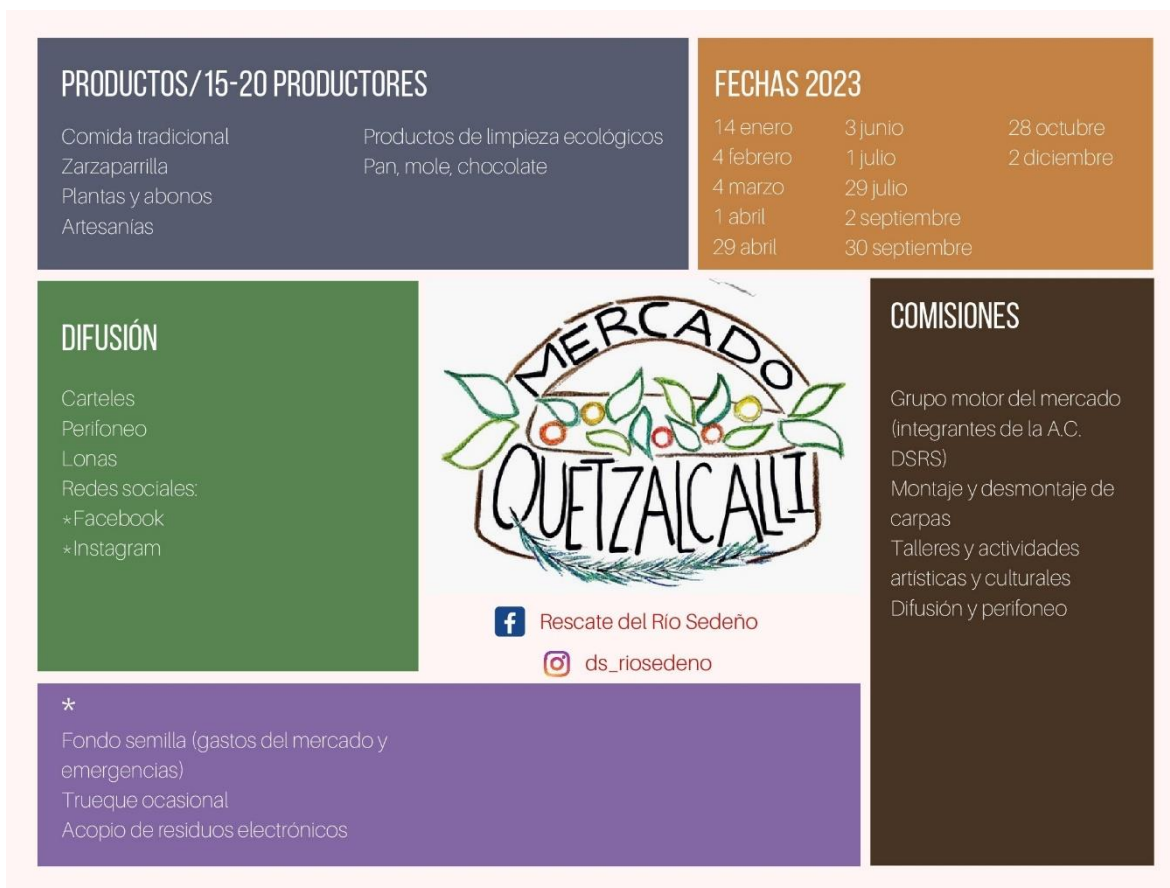 PRODUCTOS/15-20 PRODUCTORES
Comida tradicional
Zarzaparrilla
Plantas y abonos
Artesanías
Productos de limpieza ecológicos
Pan, mole, chocolate
FECHAS 2023
14 enero
4 febrero
4 marzo
1 abril
29 abril
3 junio
1 julio
29 julio
2 septiembre
30 septiembre
28 octubre
2 diciembre
DIFUSIÓN
Carteles
Perifoneo
Lonas
Redes sociales:
*Facebook
*Instagram
MERCADO
QUETZALCALLI
Rescate del Río Sedeño
ds_riosedeno
COMISIONES
Grupo motor del mercado
(integrantes de la A.C.
DSRS)
Montaje y desmontaje de
carpas
Talleres y actividades
artísticas y culturales
Difusión y perifoneo
*
Fondo semilla (gastos del mercado y
emergencias)
Trueque ocasional
Acopio de residuos electrónicos